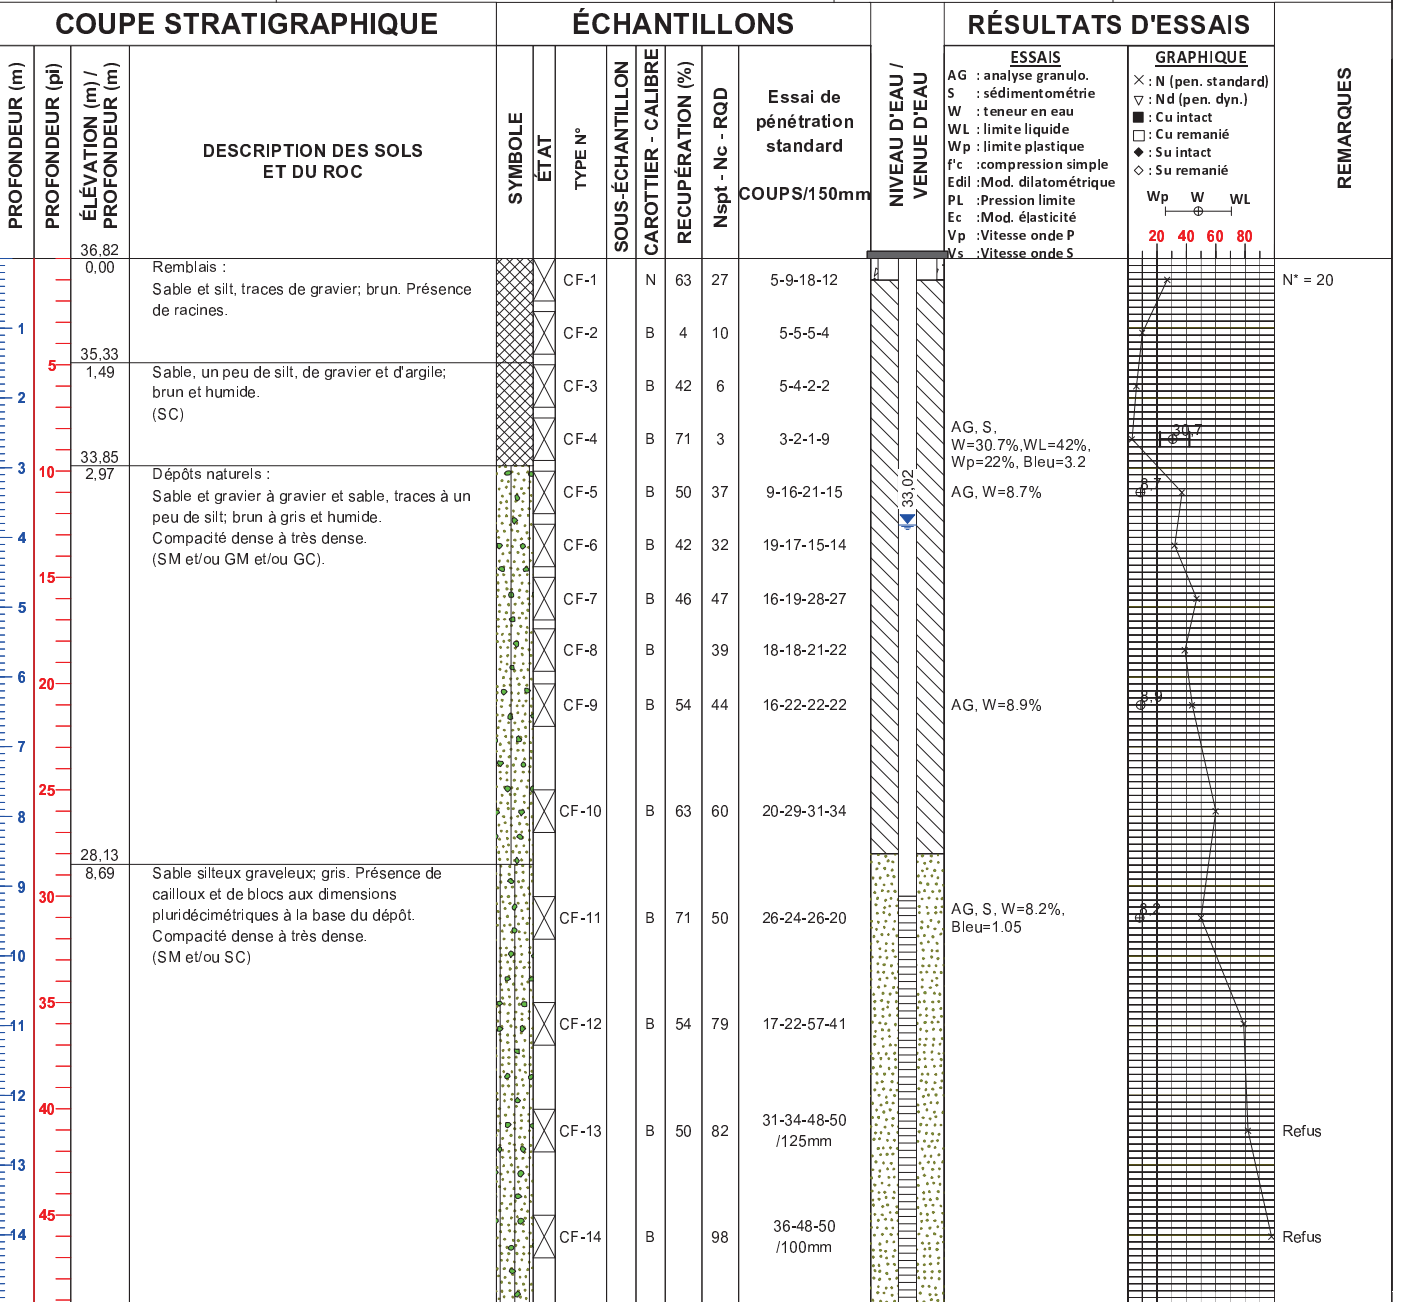 COUPE STRATIGRAPHIQUE
ÉCHANTILLONS
RÉSULTATS D'ESSAIS
PROFONDEUR (m)
PROFONDEUR (pi)
ÉLÉVATION (m) /
PROFONDEUR (m)
DESCRIPTION DES SOLS
ET DU ROC
SYMBOLE
ÉTAT
TYPE N°
SOUS-ÉCHANTILLON
CAROTTIER - CALIBRE
RECUPÉRATION (%)
Nspt - Nc - RQD
Essai de
pénétration
standard
COUPS/150mm
NIVEAU D'EAU /
VENUE D'EAU
ESSAIS
AG : analyse granulo.
S : sédimentométrie
W : teneur en eau
WL : limite liquide
Wp : limite plastique
f'c :compression simple
Edil :Mod. dilatométrique
PL :Pression limite
Ec :Mod. élasticité
Vp :Vitesse onde P
Vs :Vitesse onde S
GRAPHIQUE
× : N (pen. standard)
▽ : Nd (pen. dyn.)
■ : Cu intact
□ : Cu remanié
◆ : Su intact
◇ : Su remanié
Wp W WL
20 40 60 80
REMARQUES
36,82
0,00
Remblais :
Sable et silt, traces de gravier; brun. Présence
de racines.
35,33
1,49
Sable, un peu de silt, de gravier et d'argile;
brun et humide.
(SC)
33,85
2,97
Dépôts naturels :
Sable et gravier à gravier et sable, traces à un
peu de silt; brun à gris et humide.
Compacité dense à très dense.
(SM et/ou GM et/ou GC).
28,13
8,69
Sable silteux graveleux; gris. Présence de
cailloux et de blocs aux dimensions
pluridécimétriques à la base du dépôt.
Compacité dense à très dense.
(SM et/ou SC)
1
2
3
4
5
6
7
8
9
10
11
12
13
14
5
10
15
20
25
30
35
40
45
CF-1 N 63 27 5-9-18-12 N* = 20
CF-2 B 4 10 5-5-5-4
CF-3 B 42 6 5-4-2-2
CF-4 B 71 3 3-2-1-9
AG, S,
W=30.7%,WL=42%,
Wp=22%, Bleu=3.2
30,7
CF-5 B 50 37 9-16-21-15 AG, W=8.7%
8,7
33,02
CF-6 B 42 32 19-17-15-14
CF-7 B 46 47 16-19-28-27
CF-8 B 39 18-18-21-22
CF-9 B 54 44 16-22-22-22 AG, W=8.9%
8,9
CF-10 B 63 60 20-29-31-34
CF-11 B 71 50 26-24-26-20
AG, S, W=8.2%,
Bleu=1.05
8,2
CF-12 B 54 79 17-22-57-41
CF-13 B 50 82 31-34-48-50
/125mm
Refus
CF-14 B 98 36-48-50
/100mm
Refus